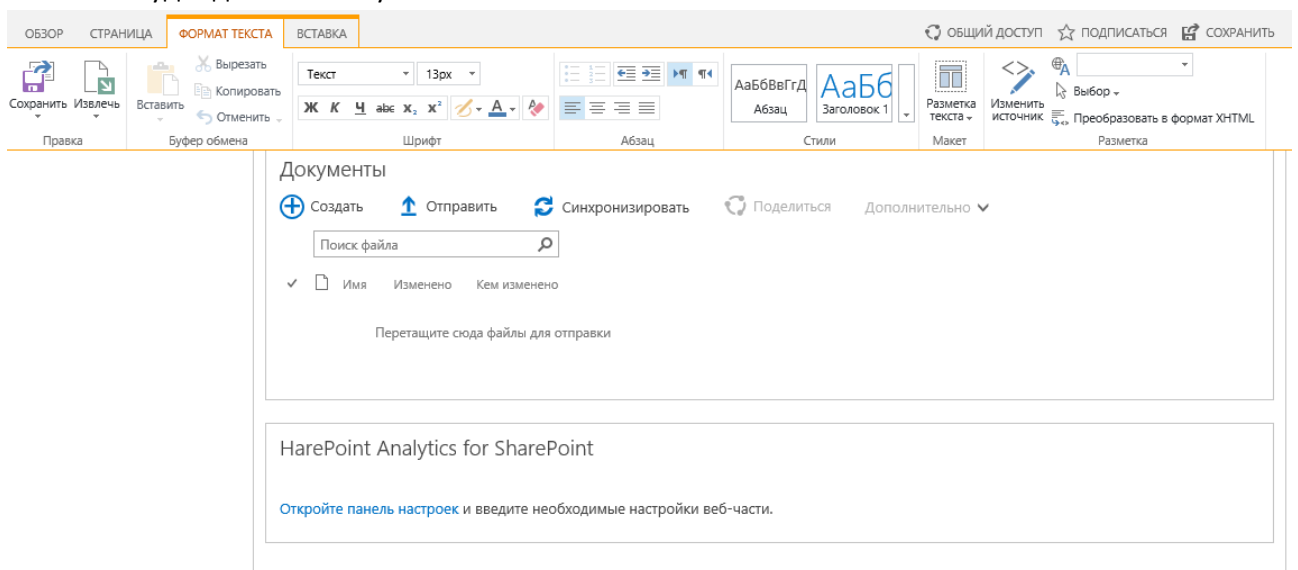 ОБЗОР СТРАНИЦА ФОРМАТ ТЕКСТА ВСТАВКА ОБЩИЙ ДОСТУП ПОДПИСАТЬСЯ СОХРАНИТЬ
Сохранить Извлечь Вставить Вырезать Копировать Отменить
Текст 13px
Ж К Ч abc x₂ x² A
АаБбВвГгД АаБб
Абзац Заголовок 1
Разметка текста
Изменить источник
Выбор
Преобразовать в формат XHTML
Правка Буфер обмена Шрифт Абзац Стили Макет Разметка
Документы
Создать Отправить Синхронизировать Поделиться Дополнительно
Поиск файла
Имя Изменено Кем изменено
Перетащите сюда файлы для отправки
HarePoint Analytics for SharePoint
Откройте панель настроек и введите необходимые настройки веб-части.